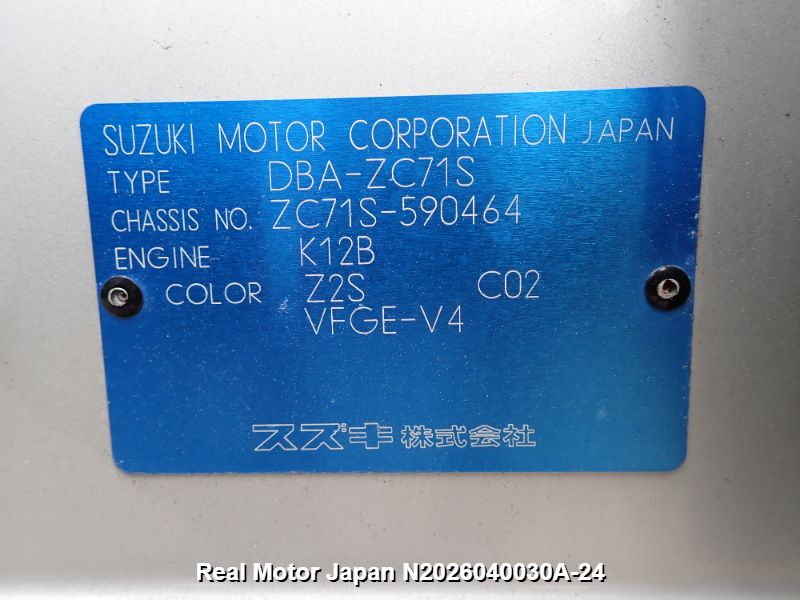 SUZUKI MOTOR CORPORATION JAPAN
TYPE DBA-ZC71S
CHASSIS NO. ZC71S-590464
ENGINE K12B
COLOR Z2S C02
VFGE-V4
スズキ株式会社
Real Motor Japan N2026040030A-24